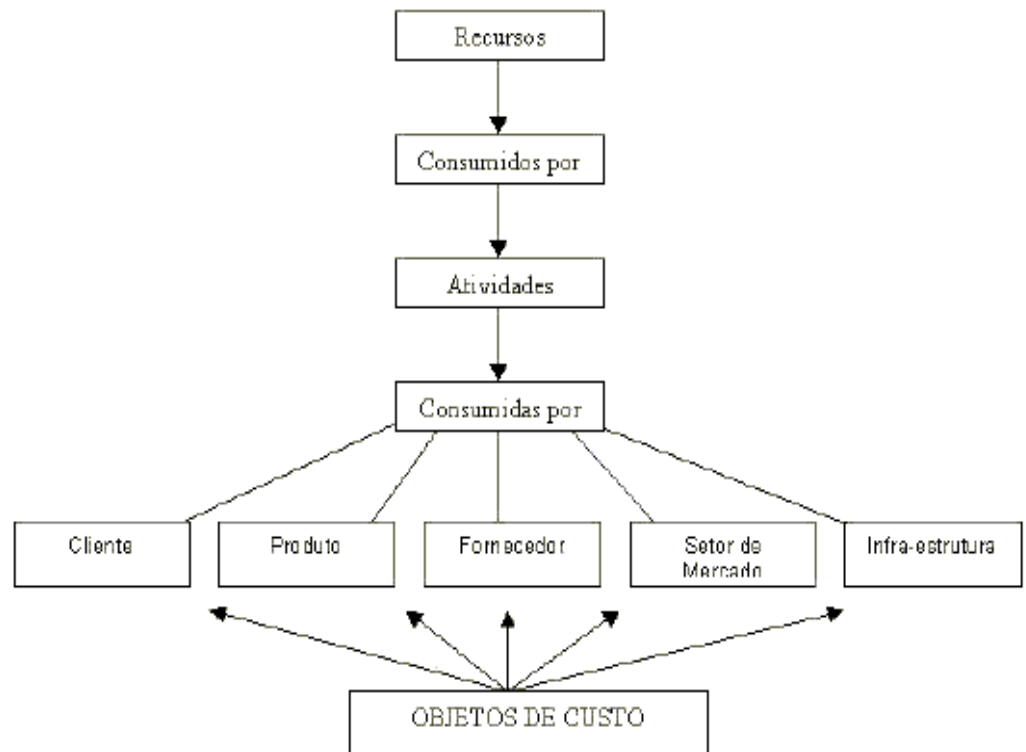 Recursos
Consumidos por
Atividades
Consumidas por
Cliente
Produto
Fornecedor
Setor de
Mercado
Infra-estrutura
OBJETOS DE CUSTO